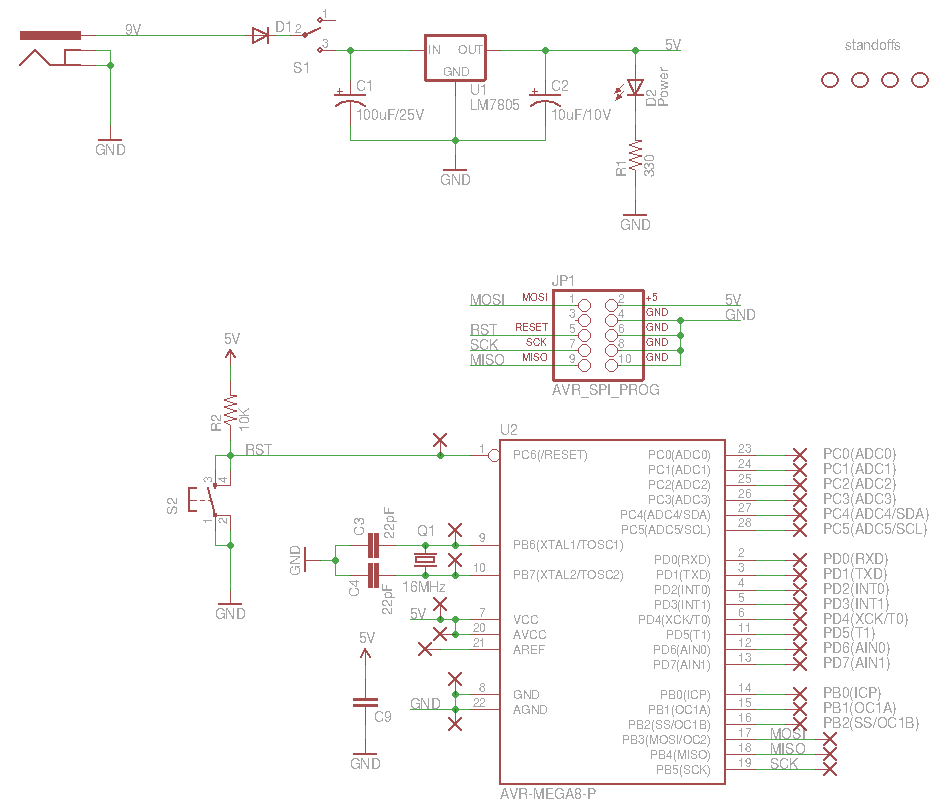 9V
D1
1
2
3
S1
IN OUT
GND
U1
LM7805
C1
100uF/25V
C2
10uF/10V
5V
D2
Power
R1
330
GND
GND
GND
standoffs
JP1
MOSI MOSI 1 2 +5 5V
3 4 GND GND
RST RESET 5 6 GND
SCK SCK 7 8 GND
MISO MISO 9 10 GND
AVR_SPI_PROG
5V
R2
10K
RST
S2
3 4
1 2
GND
U2
1 PC6(/RESET) PC0(ADC0) 23 PC0(ADC0)
PC1(ADC1) 24 PC1(ADC1)
PC2(ADC2) 25 PC2(ADC2)
PC3(ADC3) 26 PC3(ADC3)
PC4(ADC4/SDA) 27 PC4(ADC4/SDA)
PC5(ADC5/SCL) 28 PC5(ADC5/SCL)
GND
C3
22pF
C4
22pF
Q1
16MHz
9 PB6(XTAL1/TOSC1)
10 PB7(XTAL2/TOSC2)
PD0(RXD) 2 PD0(RXD)
PD1(TXD) 3 PD1(TXD)
PD2(INT0) 4 PD2(INT0)
PD3(INT1) 5 PD3(INT1)
5V 7 VCC PD4(XCK/T0) 6 PD4(XCK/T0)
20 AVCC PD5(T1) 11 PD5(T1)
21 AREF PD6(AIN0) 12 PD6(AIN0)
PD7(AIN1) 13 PD7(AIN1)
8 GND PB0(ICP) 14 PB0(ICP)
GND 22 AGND PB1(OC1A) 15 PB1(OC1A)
PB2(SS/OC1B) 16 PB2(SS/OC1B)
PB3(MOSI/OC2) 17 MOSI
PB4(MISO) 18 MISO
PB5(SCK) 19 SCK
AVR-MEGA8-P
5V
C9
GND